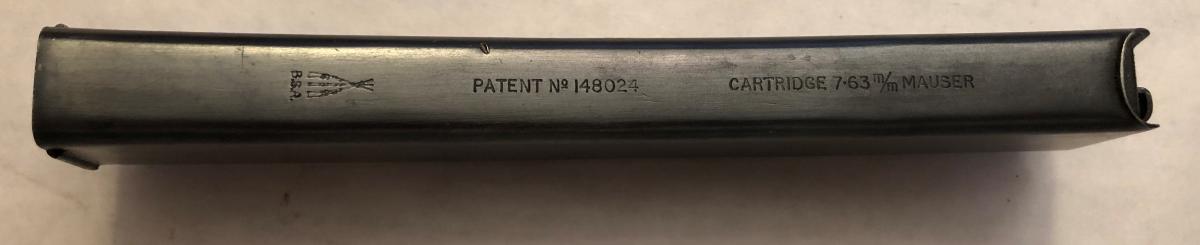 B.S.A.
PATENT Nº 148024
CARTRIDGE 7·63 m/m MAUSER